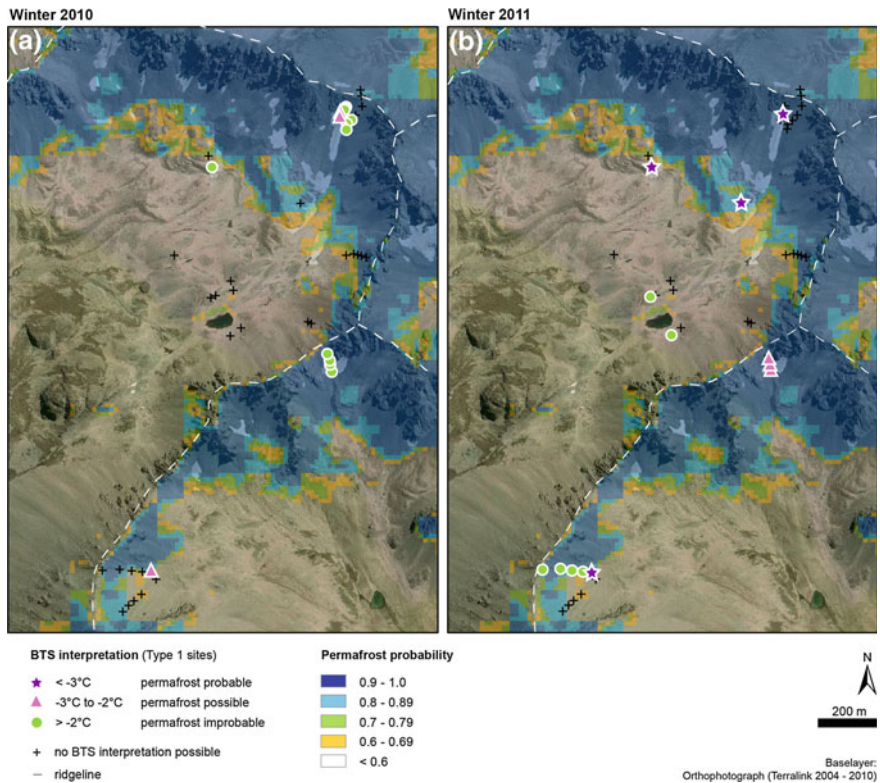 Winter 2010
Winter 2011
(a)
(b)
BTS interpretation (Type 1 sites)
< -3°C permafrost probable
-3°C to -2°C permafrost possible
> -2°C permafrost improbable
no BTS interpretation possible
ridgeline
Permafrost probability
0.9 - 1.0
0.8 - 0.89
0.7 - 0.79
0.6 - 0.69
< 0.6
N
200 m
Baselayer:
Orthophotograph (Terralink 2004 - 2010)